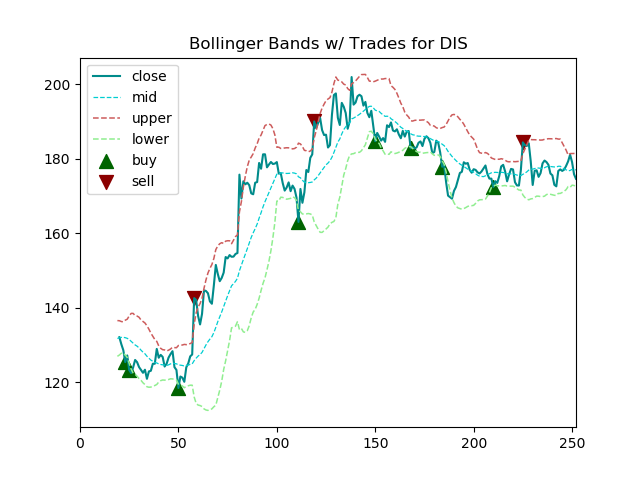 Bollinger Bands w/ Trades for DIS
close
mid
upper
lower
buy
sell
200
180
160
140
120
0 50 100 150 200 250